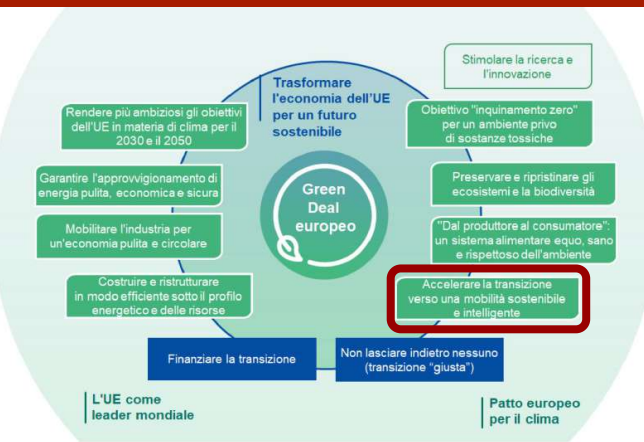 Stimolare la ricerca e
l'innovazione
Trasformare
l'economia dell'UE
per un futuro
sostenibile
Rendere più ambiziosi gli obiettivi
dell'UE in materia di clima per il
2030 e il 2050
Obiettivo "inquinamento zero"
per un ambiente privo
di sostanze tossiche
Garantire l'approvvigionamento di
energia pulita, economica e sicura
Preservare e ripristinare gli
ecosistemi e la biodiversità
Green
Deal
europeo
Mobilitare l'industria per
un'economia pulita e circolare
"Dal produttore al consumatore":
un sistema alimentare equo, sano
e rispettoso dell'ambiente
Costruire e ristrutturare
in modo efficiente sotto il profilo
energetico e delle risorse
Accelerare la transizione
verso una mobilità sostenibile
e intelligente
Finanziare la transizione
Non lasciare indietro nessuno
(transizione "giusta")
L'UE come
leader mondiale
Patto europeo
per il clima